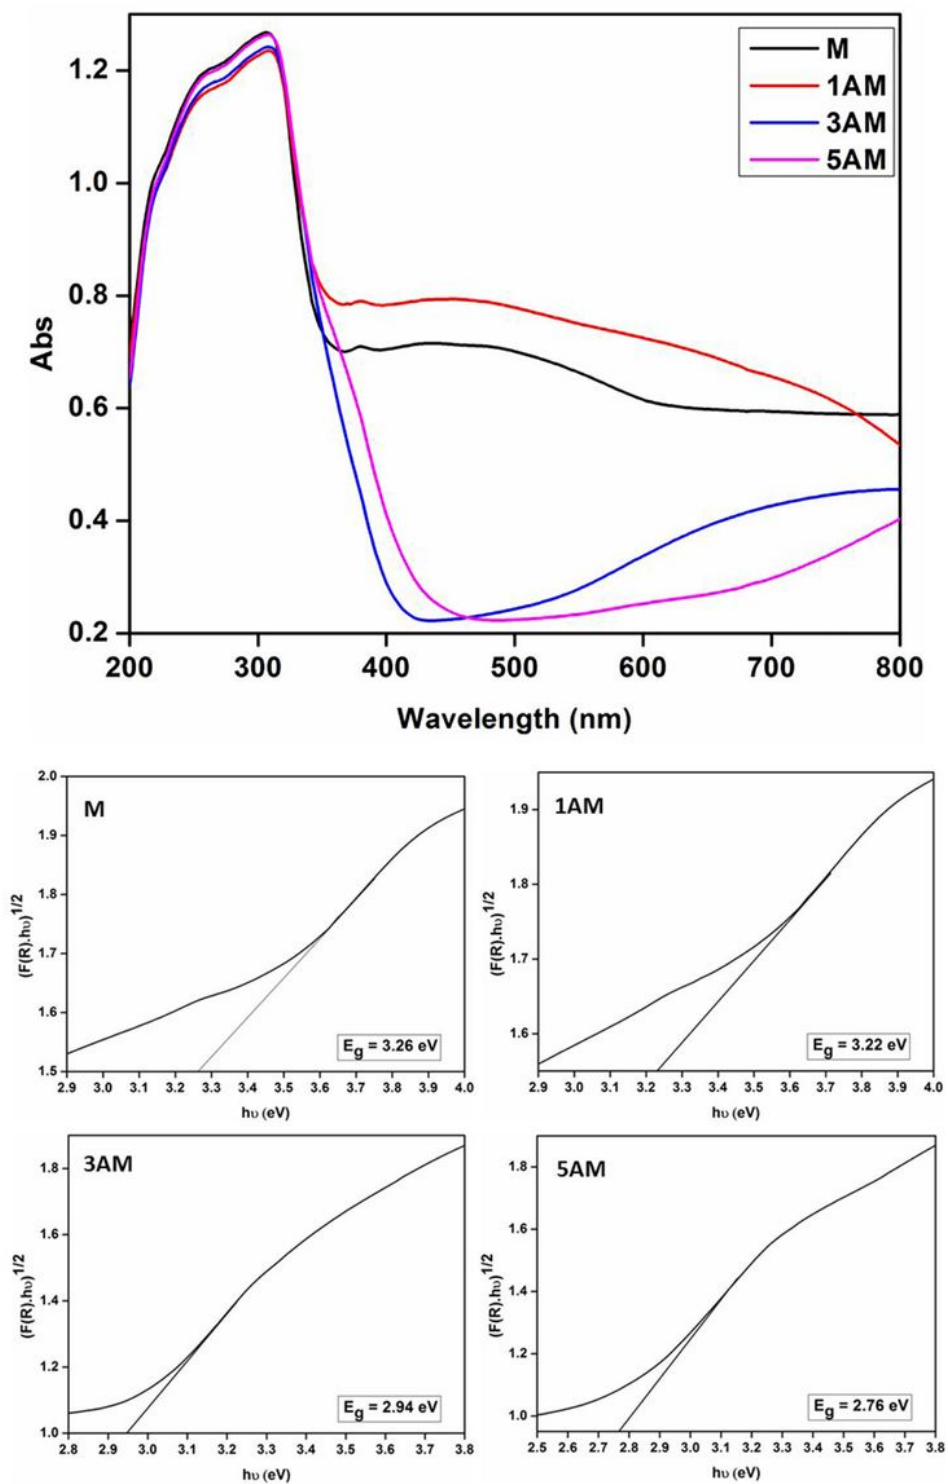 M
1AM
3AM
5AM
1.2
1.0
0.8
0.6
0.4
0.2
Abs
200 300 400 500 600 700 800
Wavelength (nm)
M
2.0
1.9
1.8
1.7
1.6
1.5
(F(R).hυ)1/2
Eg = 3.26 eV
2.9 3.0 3.1 3.2 3.3 3.4 3.5 3.6 3.7 3.8 3.9 4.0
hυ (eV)
1AM
1.9
1.8
1.7
1.6
(F(R).hυ)1/2
Eg = 3.22 eV
2.9 3.0 3.1 3.2 3.3 3.4 3.5 3.6 3.7 3.8 3.9 4.0
hυ (eV)
3AM
1.8
1.6
1.4
1.2
1.0
(F(R).hυ)1/2
Eg = 2.94 eV
2.8 2.9 3.0 3.1 3.2 3.3 3.4 3.5 3.6 3.7 3.8
hυ (eV)
5AM
1.8
1.6
1.4
1.2
1.0
(F(R).hυ)1/2
Eg = 2.76 eV
2.5 2.6 2.7 2.8 2.9 3.0 3.1 3.2 3.3 3.4 3.5 3.6 3.7 3.8
hυ (eV)